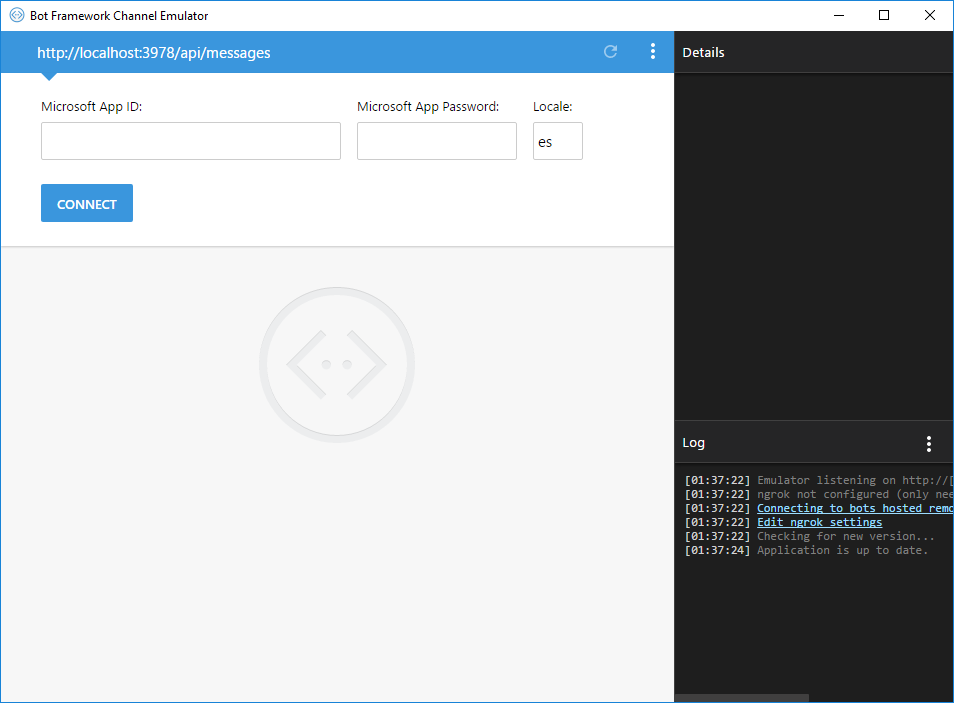 Bot Framework Channel Emulator
http://localhost:3978/api/messages
Details
Microsoft App ID:
Microsoft App Password:
Locale:
es
CONNECT
Log
[01:37:22] Emulator listening on http://[
[01:37:22] ngrok not configured (only nee
[01:37:22] Connecting to bots hosted remo
[01:37:22] Edit ngrok settings
[01:37:22] Checking for new version...
[01:37:24] Application is up to date.